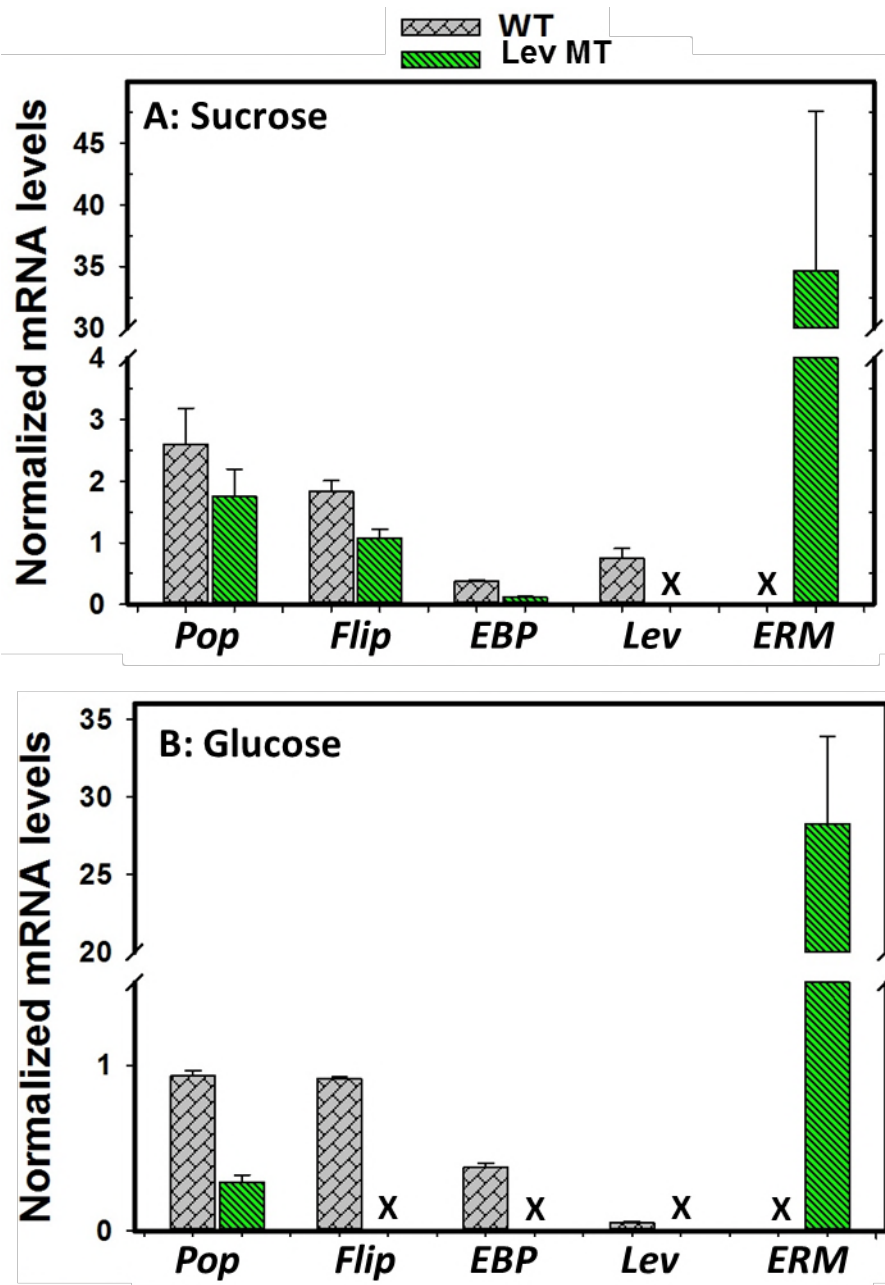 WT
Lev MT
A: Sucrose
Normalized mRNA levels
45
40
35
30
4
3
2
1
0
X
X
Pop Flip EBP Lev ERM
B: Glucose
Normalized mRNA levels
35
30
25
20
1
0
X X X X
Pop Flip EBP Lev ERM